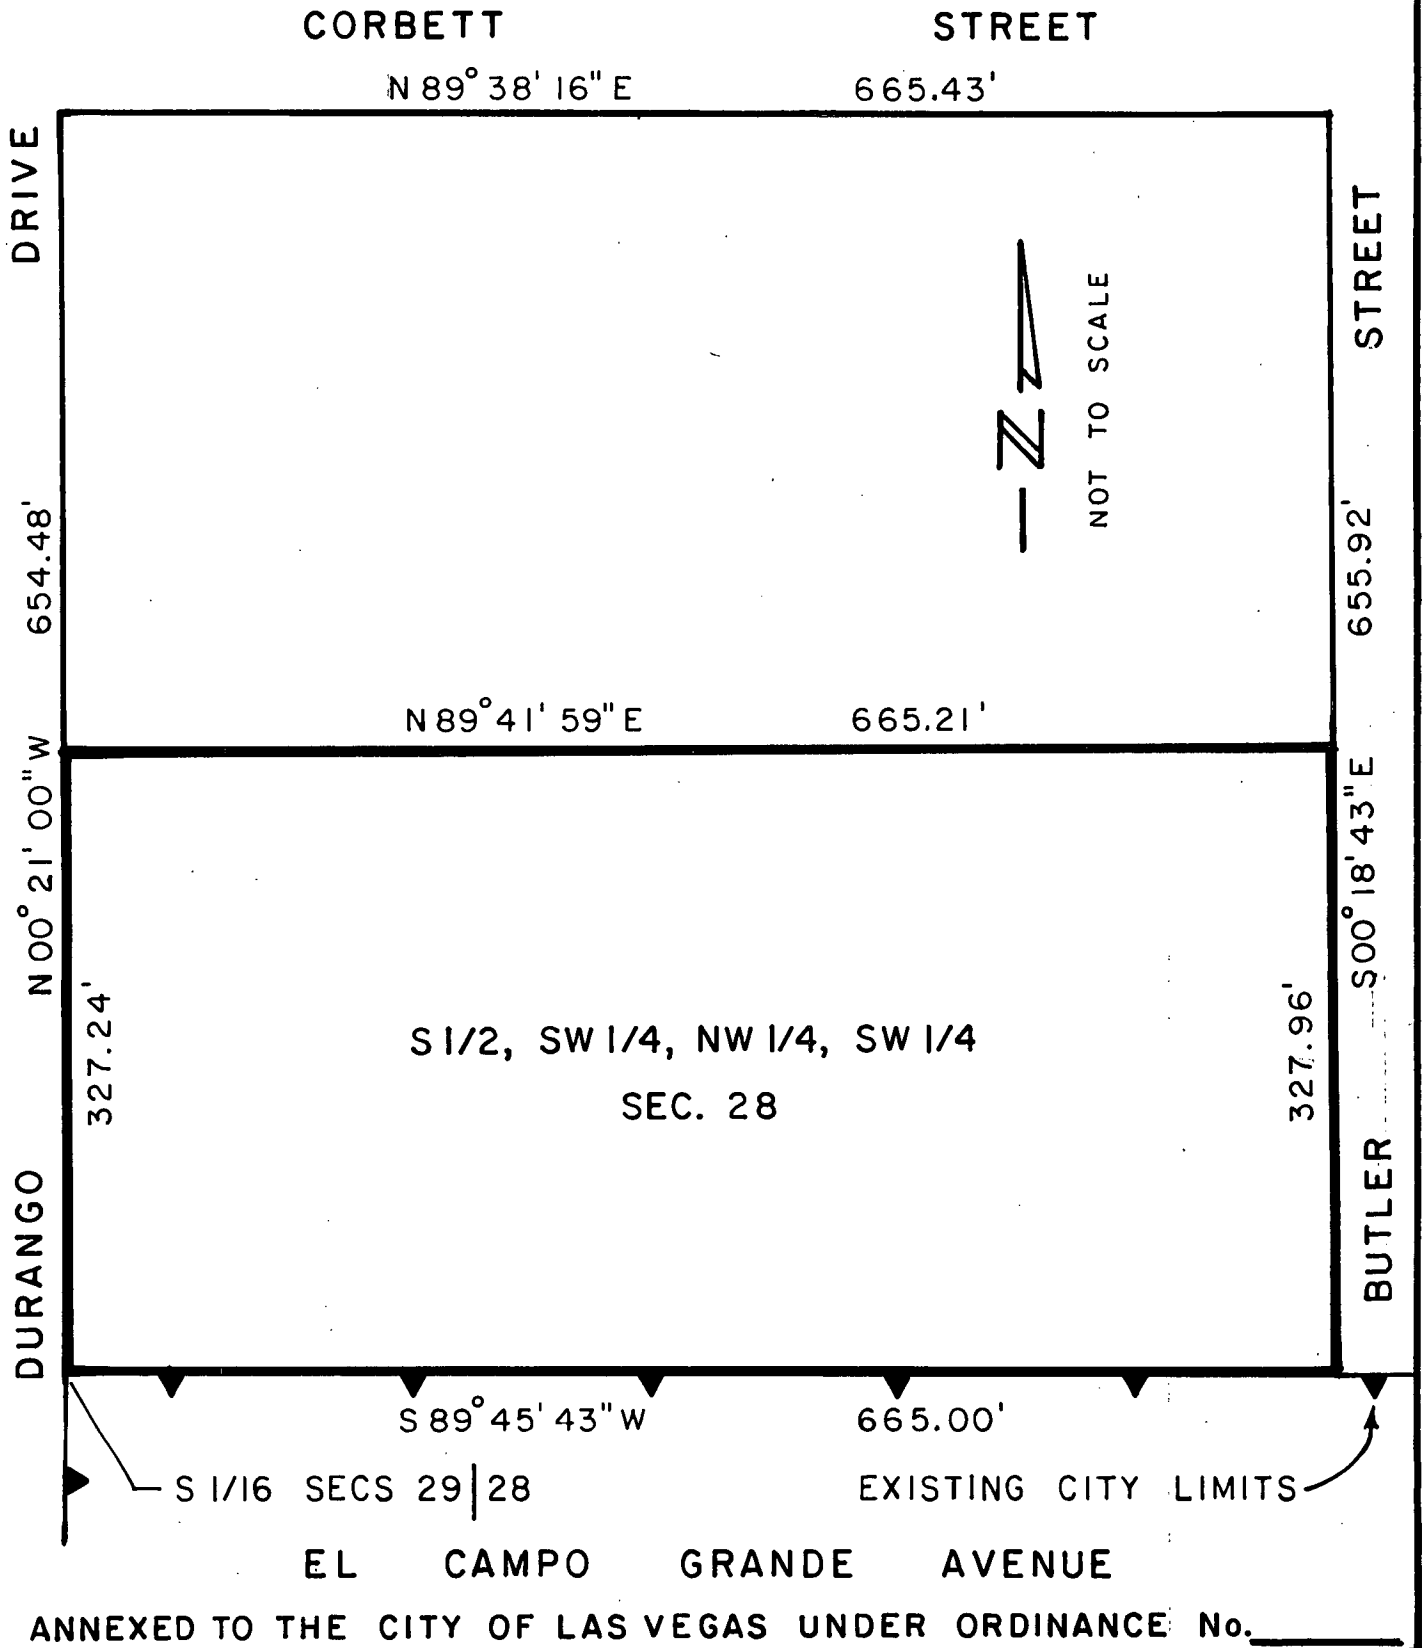 CORBETT STREET
N 89° 38' 16" E 665.43'
DURANGO DRIVE
N 00° 21' 00" W 654.48'
BUTLER STREET
S 00° 18' 43" E 655.92'
NOT TO SCALE
N
N 89° 41' 59" E 665.21'
327.24'
S 1/2, SW 1/4, NW 1/4, SW 1/4
SEC. 28
327.96'
S 89° 45' 43" W 665.00'
S 1/16 SECS 29|28
EXISTING CITY LIMITS
EL CAMPO GRANDE AVENUE
ANNEXED TO THE CITY OF LAS VEGAS UNDER ORDINANCE No.